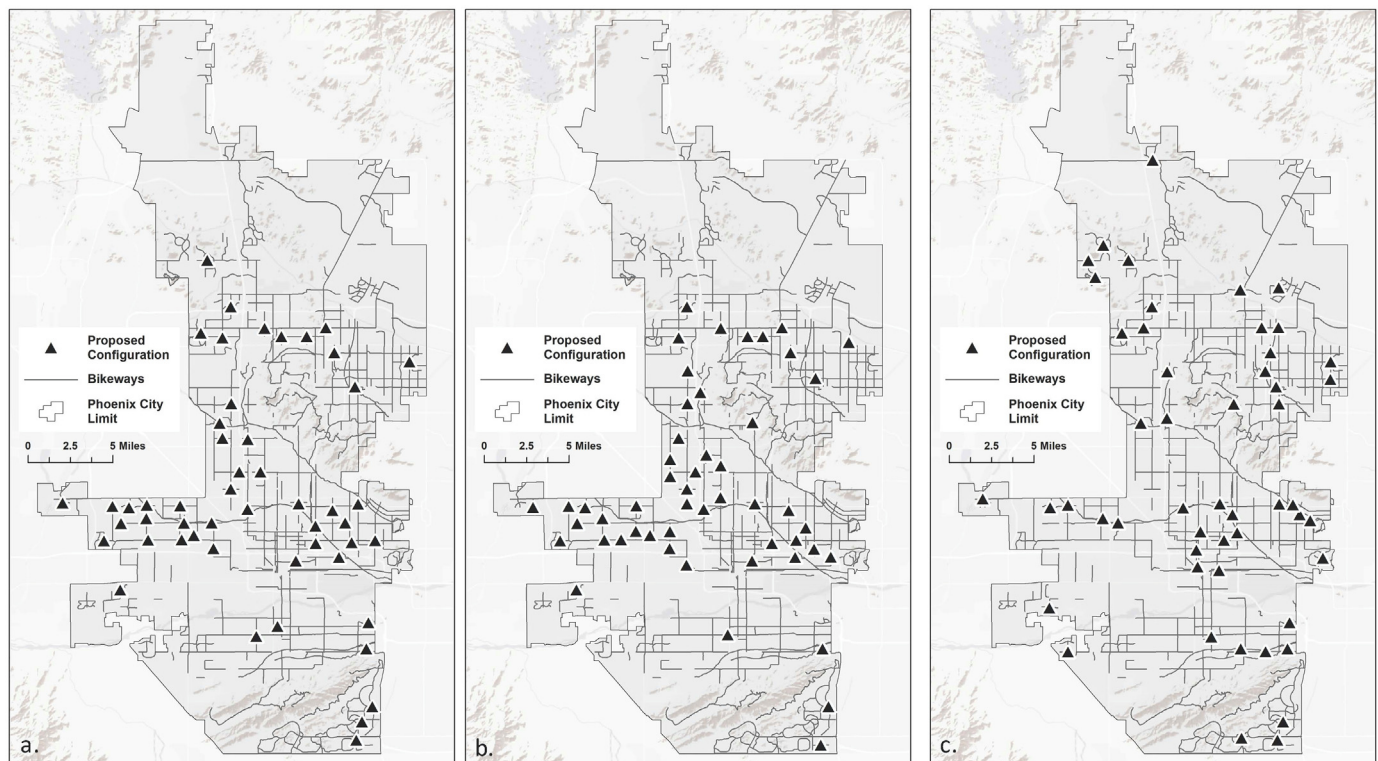 Proposed
Configuration
Bikeways
Phoenix City
Limit
0 2.5 5 Miles
a.
Proposed
Configuration
Bikeways
Phoenix City
Limit
0 2.5 5 Miles
b.
Proposed
Configuration
Bikeways
Phoenix City
Limit
0 2.5 5 Miles
c.